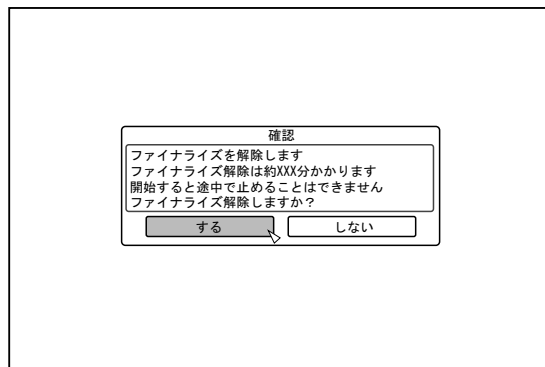 確認
ファイナライズを解除します
ファイナライズ解除は約XXX分かかります
開始すると途中で止めることはできません
ファイナライズ解除しますか？
する
しない